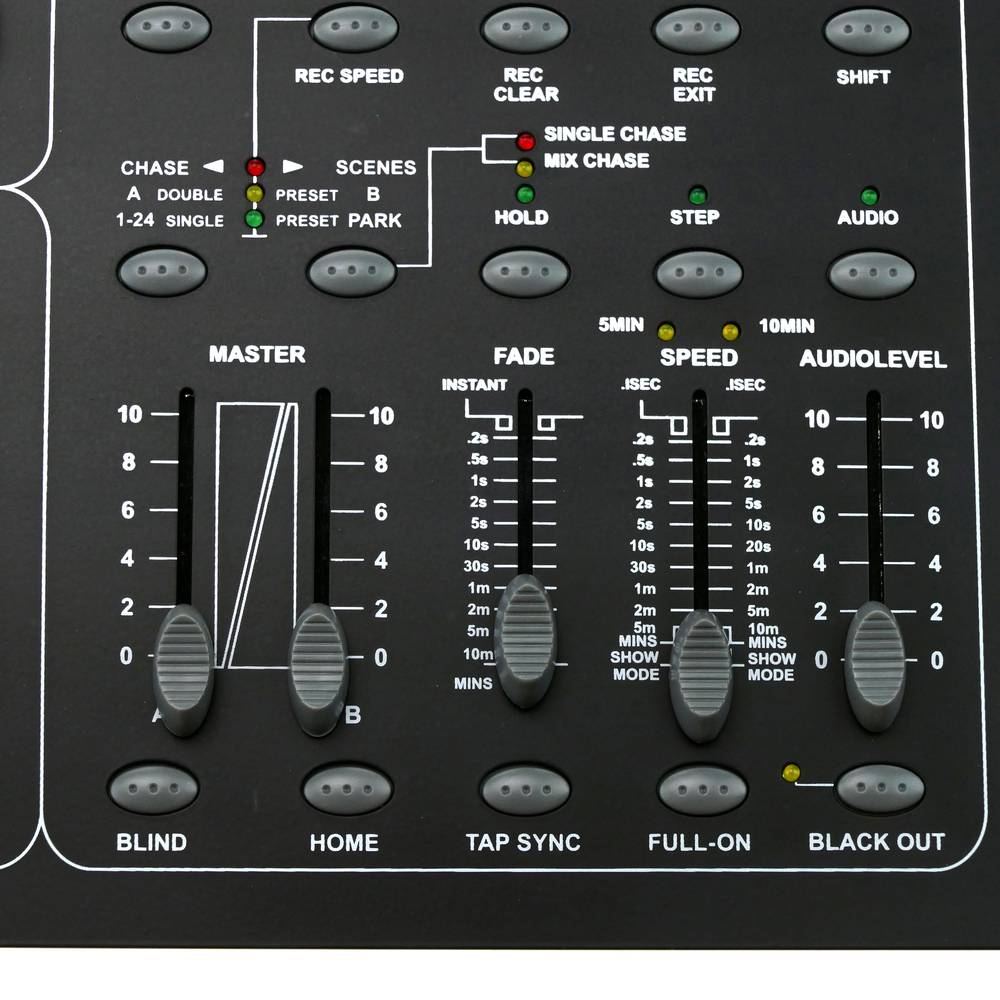 REC SPEED
REC
CLEAR
REC
EXIT
SHIFT
SINGLE CHASE
MIX CHASE
HOLD
STEP
AUDIO
CHASE SCENES
A DOUBLE PRESET B
1-24 SINGLE PRESET PARK
5MIN 10MIN
MASTER
FADE
SPEED
AUDIOLEVEL
10 10
8 8
6 6
4 4
2 2
0 0
A B
INSTANT
.2s
.5s
1s
2s
5s
10s
30s
1m
2m
5m
10m
MINS
.ISEC .ISEC
.2s .2s
.5s 1s
1s 2s
2s 5s
5s 10s
10s 20s
30s 1m
1m 2m
2m 5m
5m 10m
MINS MINS
SHOW SHOW
MODE MODE
10 10
8 8
6 6
4 4
2 2
0 0
BLIND
HOME
TAP SYNC
FULL-ON
BLACK OUT